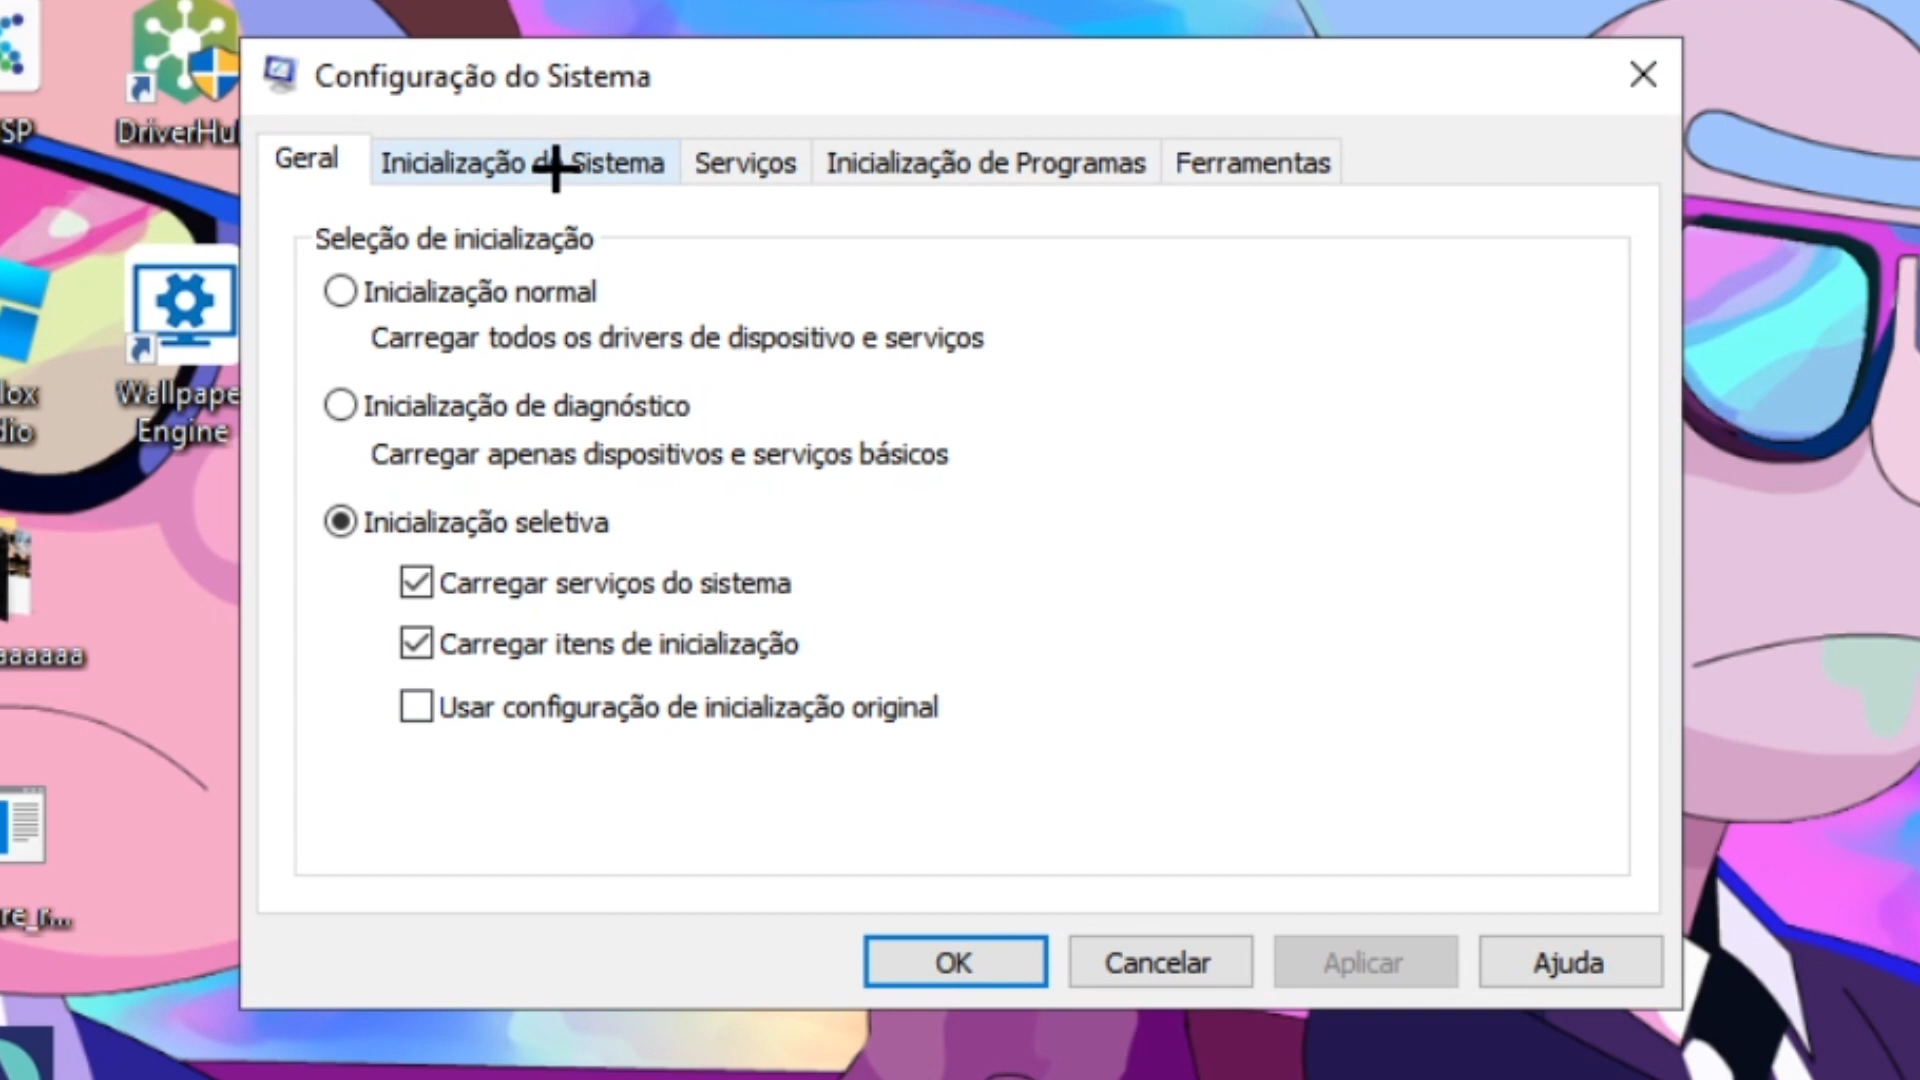 SP
DriverHu
Wallpape
Engine
lox
dio
aaaaaa
re_r...
Configuração do Sistema
Geral
Inicialização do Sistema
Serviços
Inicialização de Programas
Ferramentas
Seleção de inicialização
Inicialização normal
Carregar todos os drivers de dispositivo e serviços
Inicialização de diagnóstico
Carregar apenas dispositivos e serviços básicos
Inicialização seletiva
Carregar serviços do sistema
Carregar itens de inicialização
Usar configuração de inicialização original
OK
Cancelar
Aplicar
Ajuda